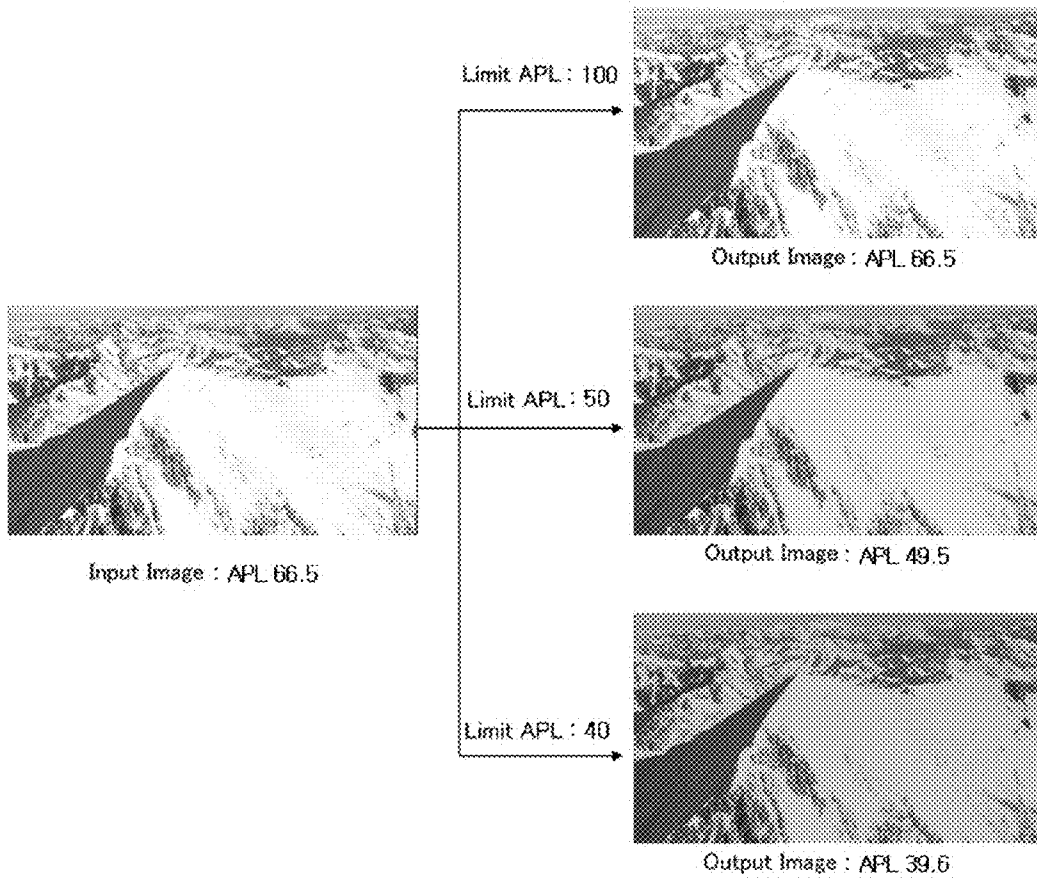 Limit APL : 100
Output Image : APL 66.5
Limit APL : 50
Input Image : APL 66.5
Output Image : APL 49.5
Limit APL : 40
Output Image : APL 39.6